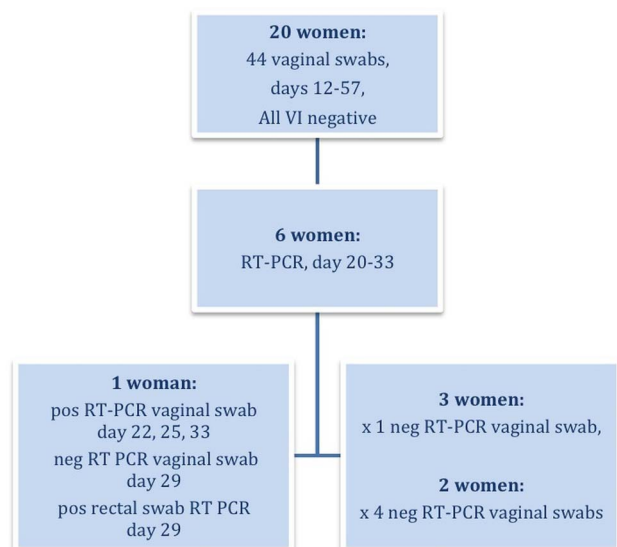 20 women:
44 vaginal swabs,
days 12-57,
All VI negative
6 women:
RT-PCR, day 20-33
1 woman:
pos RT-PCR vaginal swab
day 22, 25, 33
neg RT PCR vaginal swab
day 29
pos rectal swab RT PCR
day 29
3 women:
x 1 neg RT-PCR vaginal swab,
2 women:
x 4 neg RT-PCR vaginal swabs